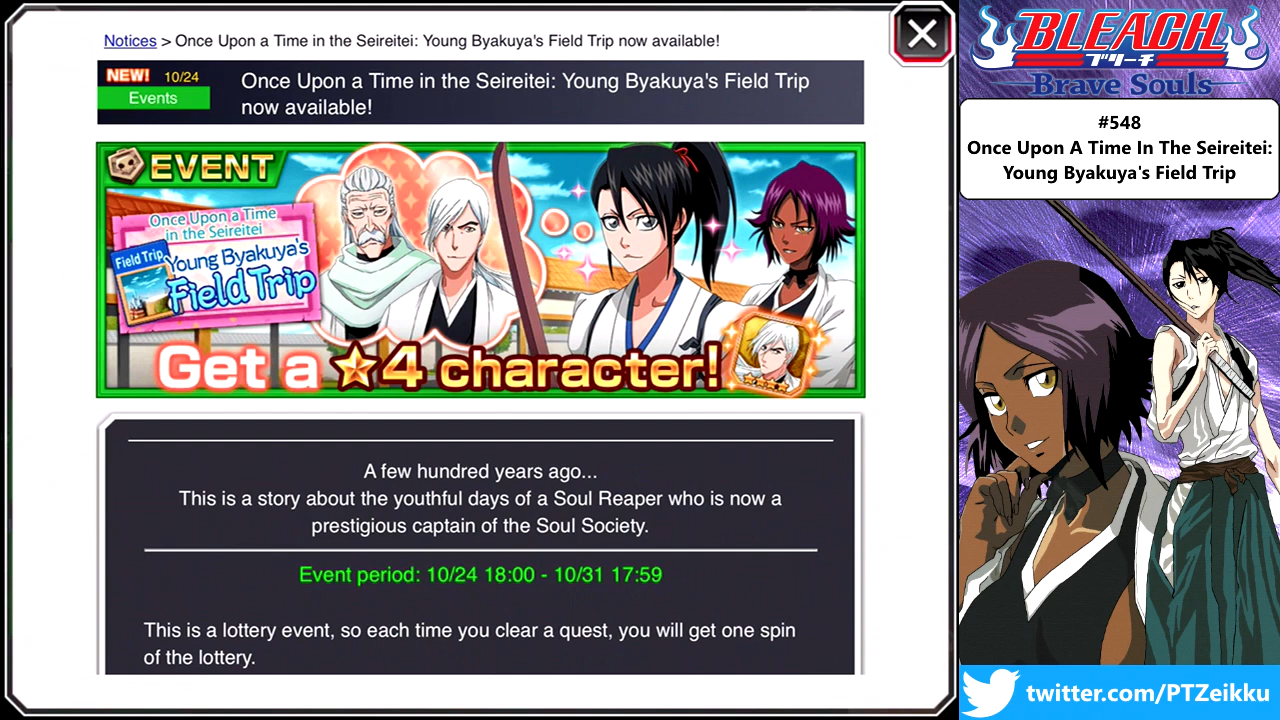 Notices > Once Upon a Time in the Seireitei: Young Byakuya's Field Trip now available!
NEW! 10/24
Events
Once Upon a Time in the Seireitei: Young Byakuya's Field Trip
now available!
EVENT
Once Upon a Time
in the Seireitei
Field Trip
Young Byakuya's
Field Trip
Get a ★4 character!
A few hundred years ago...
This is a story about the youthful days of a Soul Reaper who is now a
prestigious captain of the Soul Society.
Event period: 10/24 18:00 - 10/31 17:59
This is a lottery event, so each time you clear a quest, you will get one spin
of the lottery.
BLEACH
ブリーチ
Brave Souls
#548
Once Upon A Time In The Seireitei:
Young Byakuya's Field Trip
twitter.com/PTZeikku